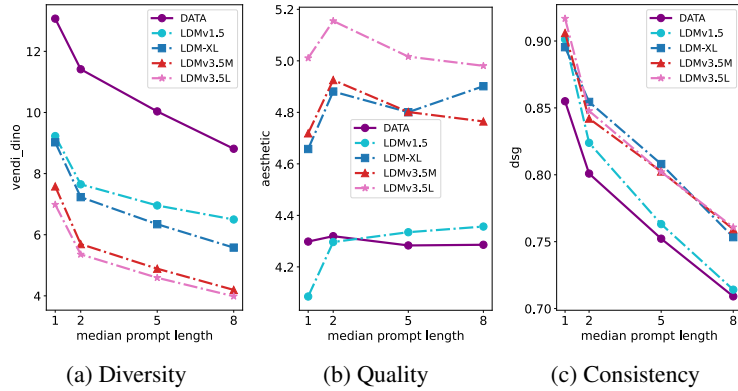 DATA
LDMv1.5
LDM-XL
LDMv3.5M
LDMv3.5L
12
10
8
6
4
vendi_dino
1 2 5 8
median prompt length
(a) Diversity
5.2
5.0
4.8
4.6
4.4
4.2
aesthetic
DATA
LDMv1.5
LDM-XL
LDMv3.5M
LDMv3.5L
1 2 5 8
median prompt length
(b) Quality
DATA
LDMv1.5
LDM-XL
LDMv3.5M
LDMv3.5L
0.90
0.85
0.80
0.75
0.70
dsg
1 2 5 8
median prompt length
(c) Consistency